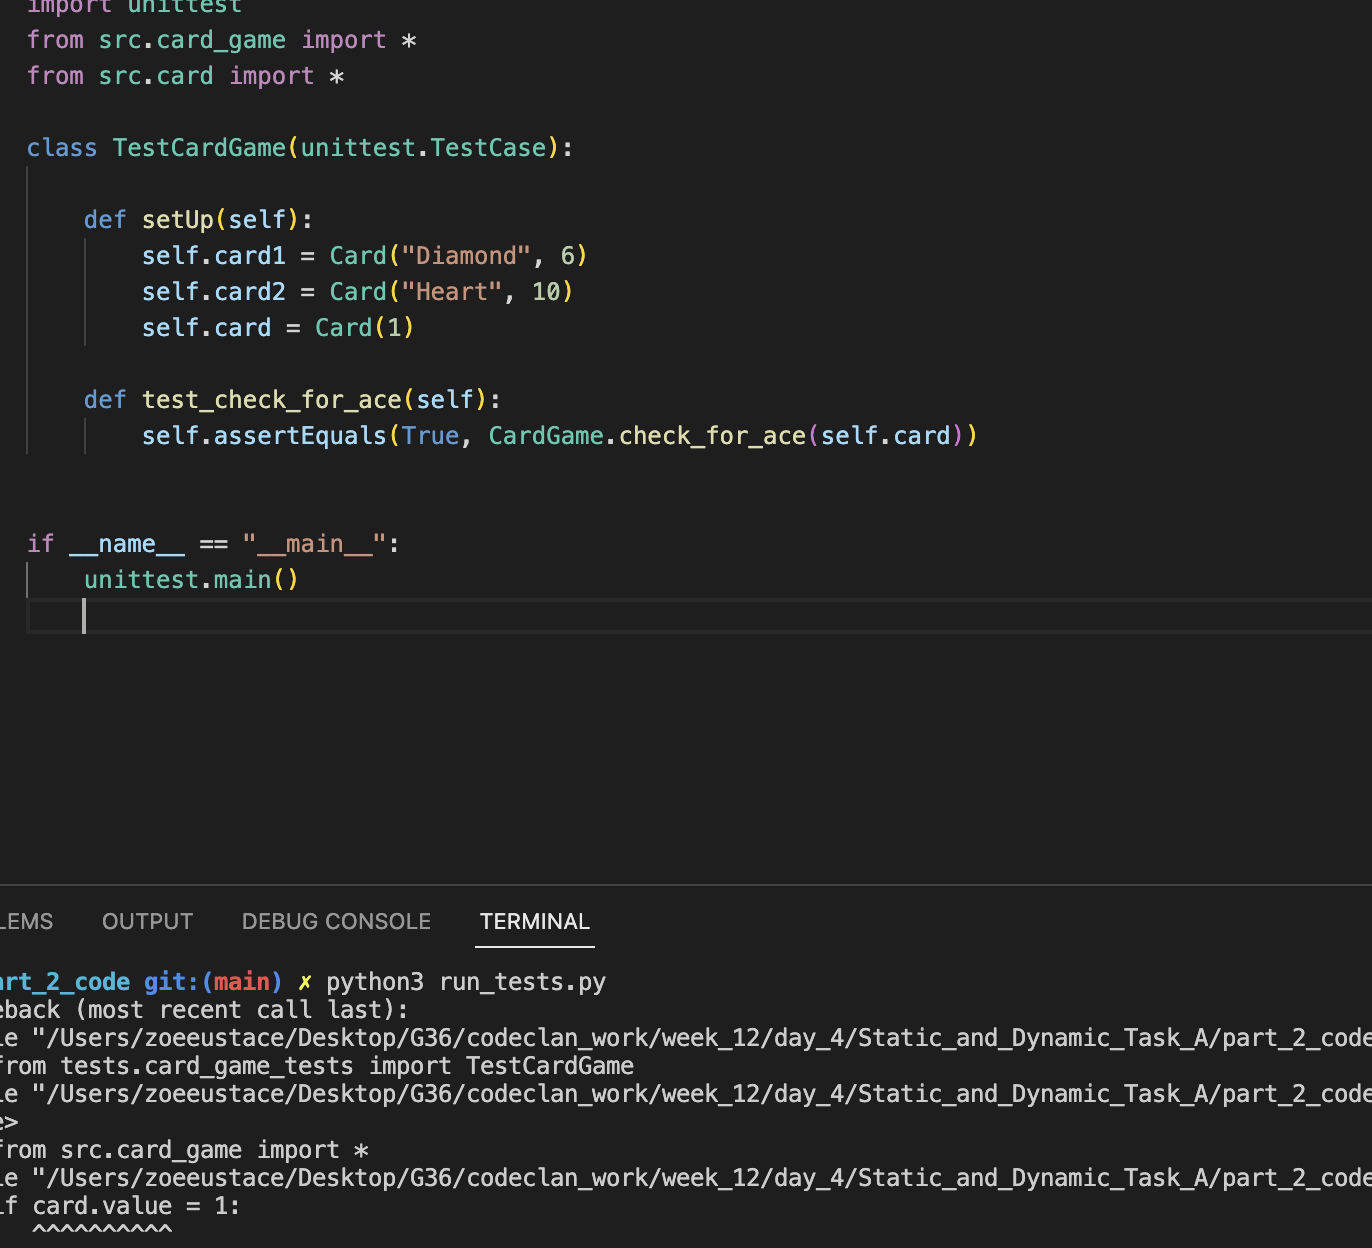 import unittest
from src.card_game import *
from src.card import *
class TestCardGame(unittest.TestCase):
def setUp(self):
self.card1 = Card("Diamond", 6)
self.card2 = Card("Heart", 10)
self.card = Card(1)
def test_check_for_ace(self):
self.assertEquals(True, CardGame.check_for_ace(self.card))
if __name__ == "__main__":
unittest.main()
LEMS OUTPUT DEBUG CONSOLE TERMINAL
art_2_code git:(main) ✗ python3 run_tests.py
eback (most recent call last):
le "/Users/zoeeustace/Desktop/G36/codeclan_work/week_12/day_4/Static_and_Dynamic_Task_A/part_2_code
from tests.card_game_tests import TestCardGame
le "/Users/zoeeustace/Desktop/G36/codeclan_work/week_12/day_4/Static_and_Dynamic_Task_A/part_2_code
e>
from src.card_game import *
le "/Users/zoeeustace/Desktop/G36/codeclan_work/week_12/day_4/Static_and_Dynamic_Task_A/part_2_code
if card.value = 1:
^^^^^^^^^^